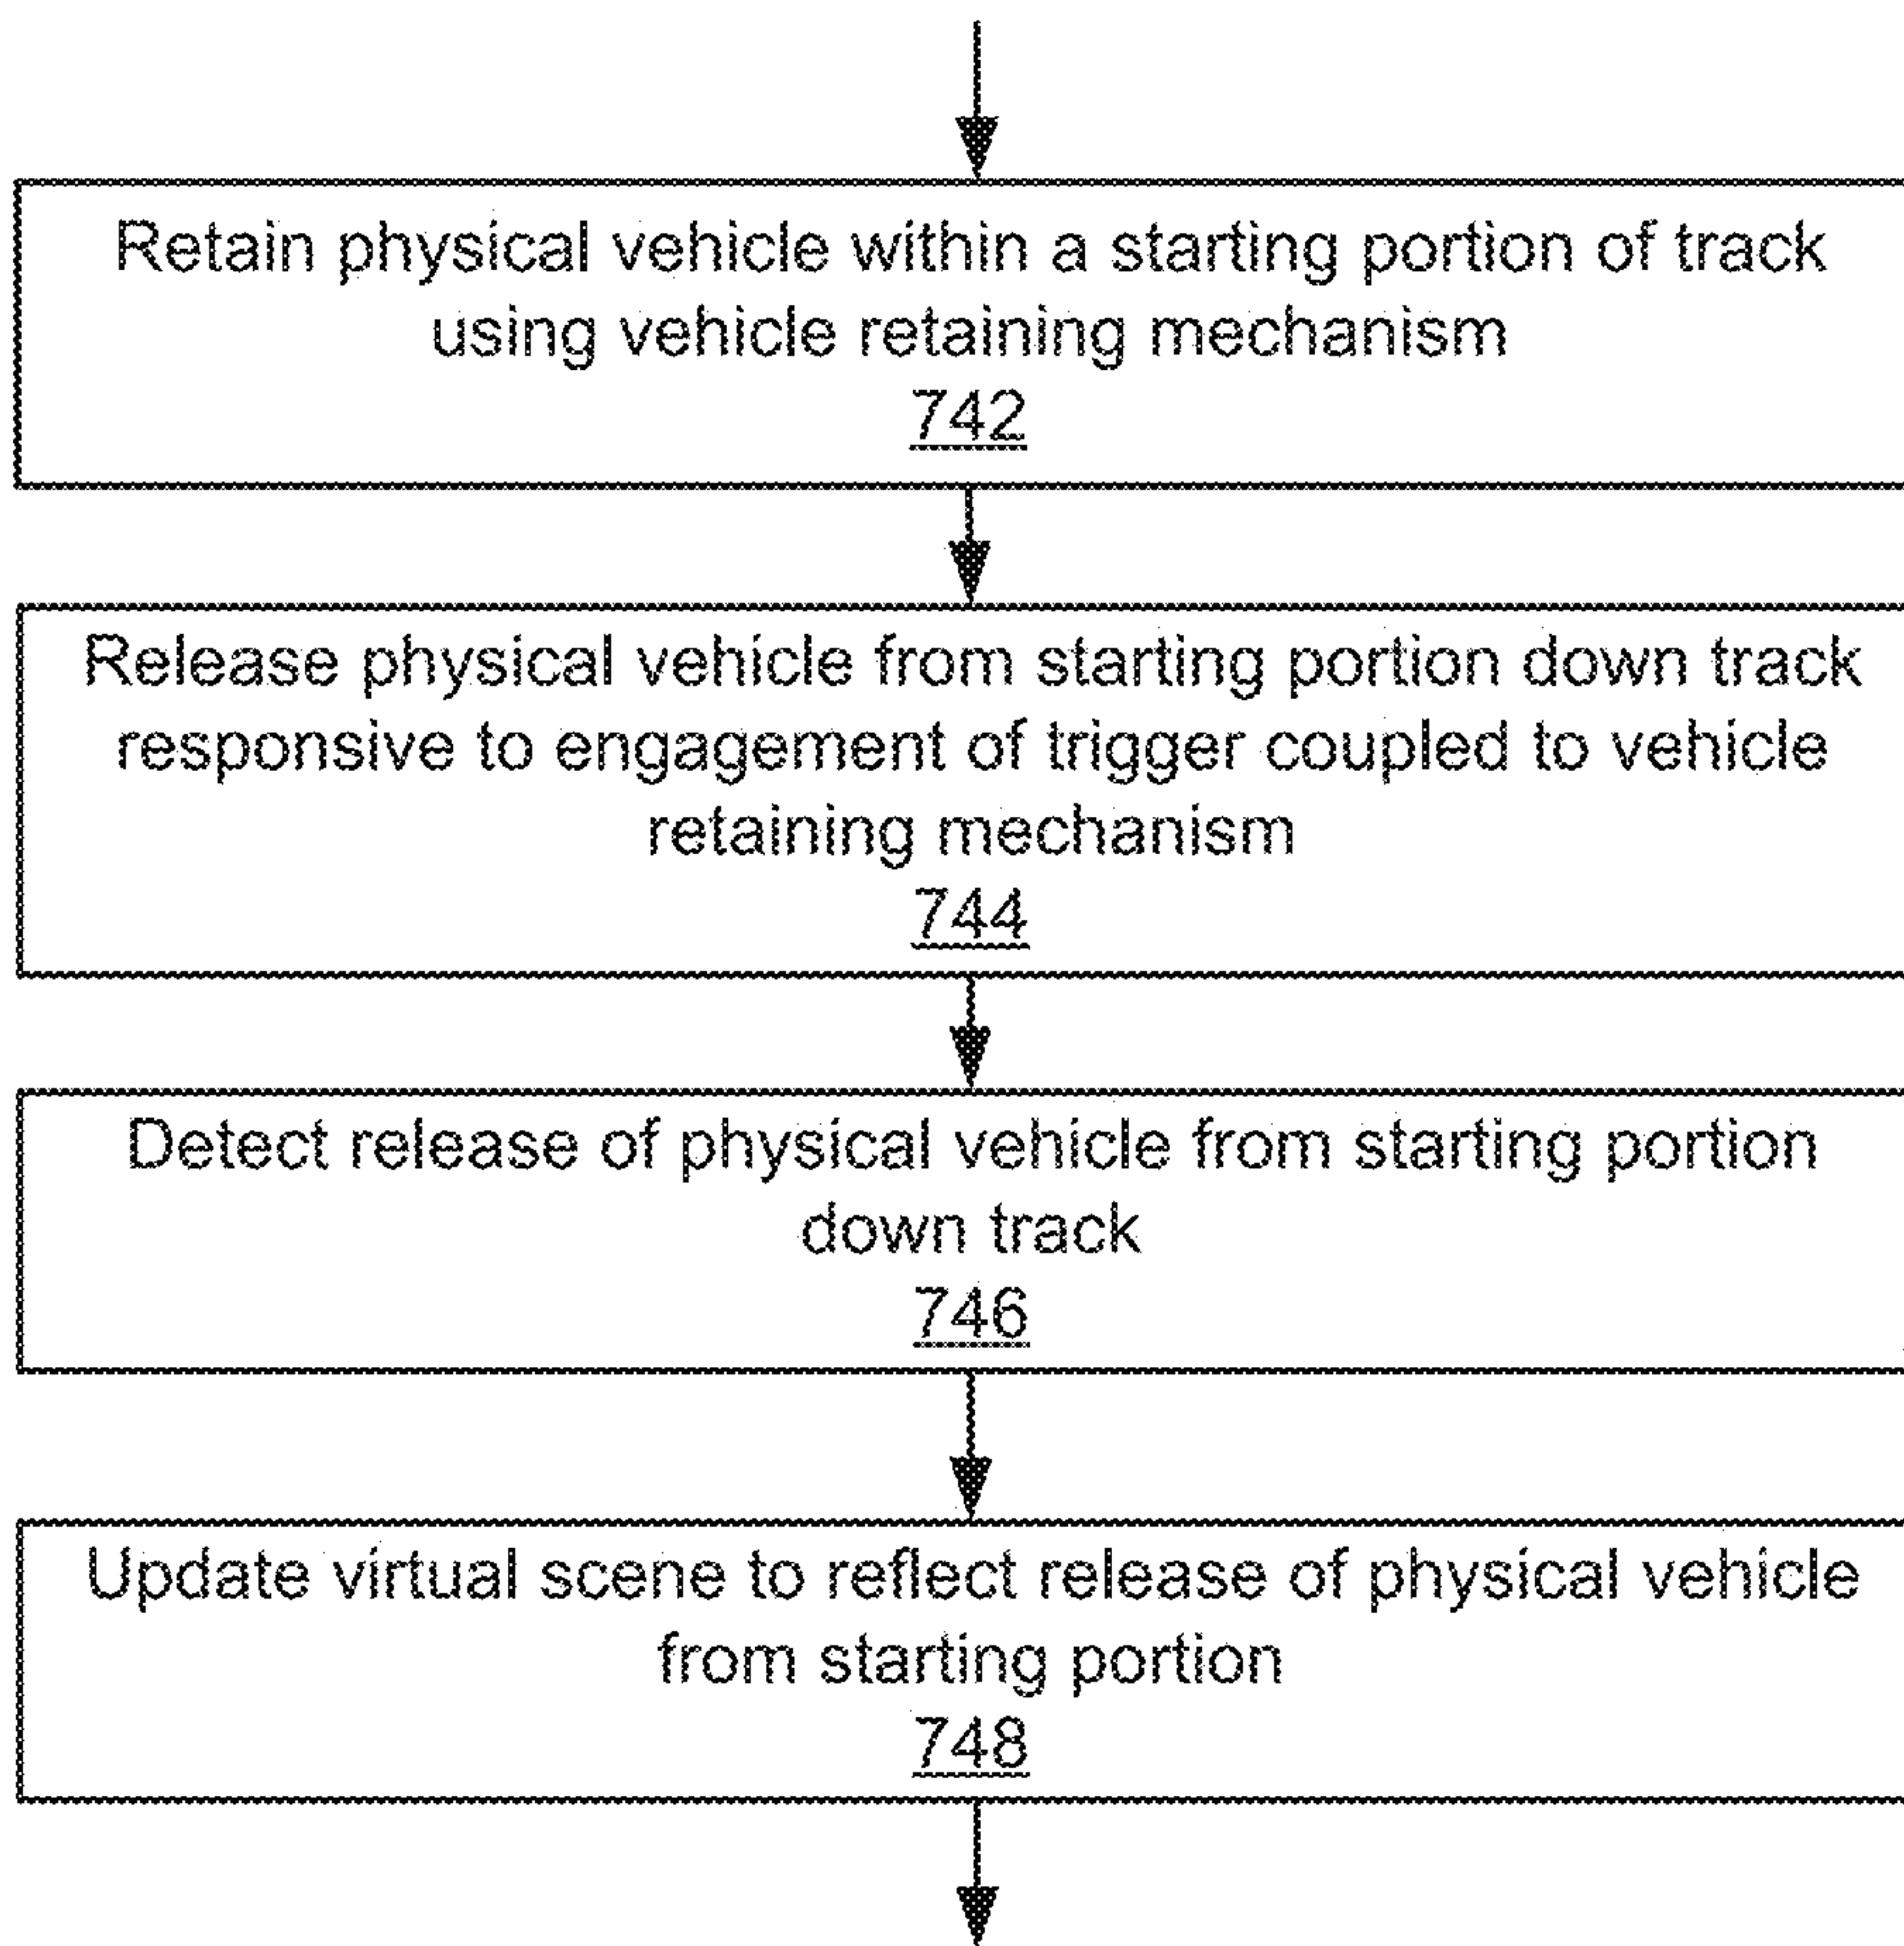 Retain physical vehicle within a starting portion of track
using vehicle retaining mechanism
742
Release physical vehicle from starting portion down track
responsive to engagement of trigger coupled to vehicle
retaining mechanism
744
Detect release of physical vehicle from starting portion
down track
746
Update virtual scene to reflect release of physical vehicle
from starting portion
748